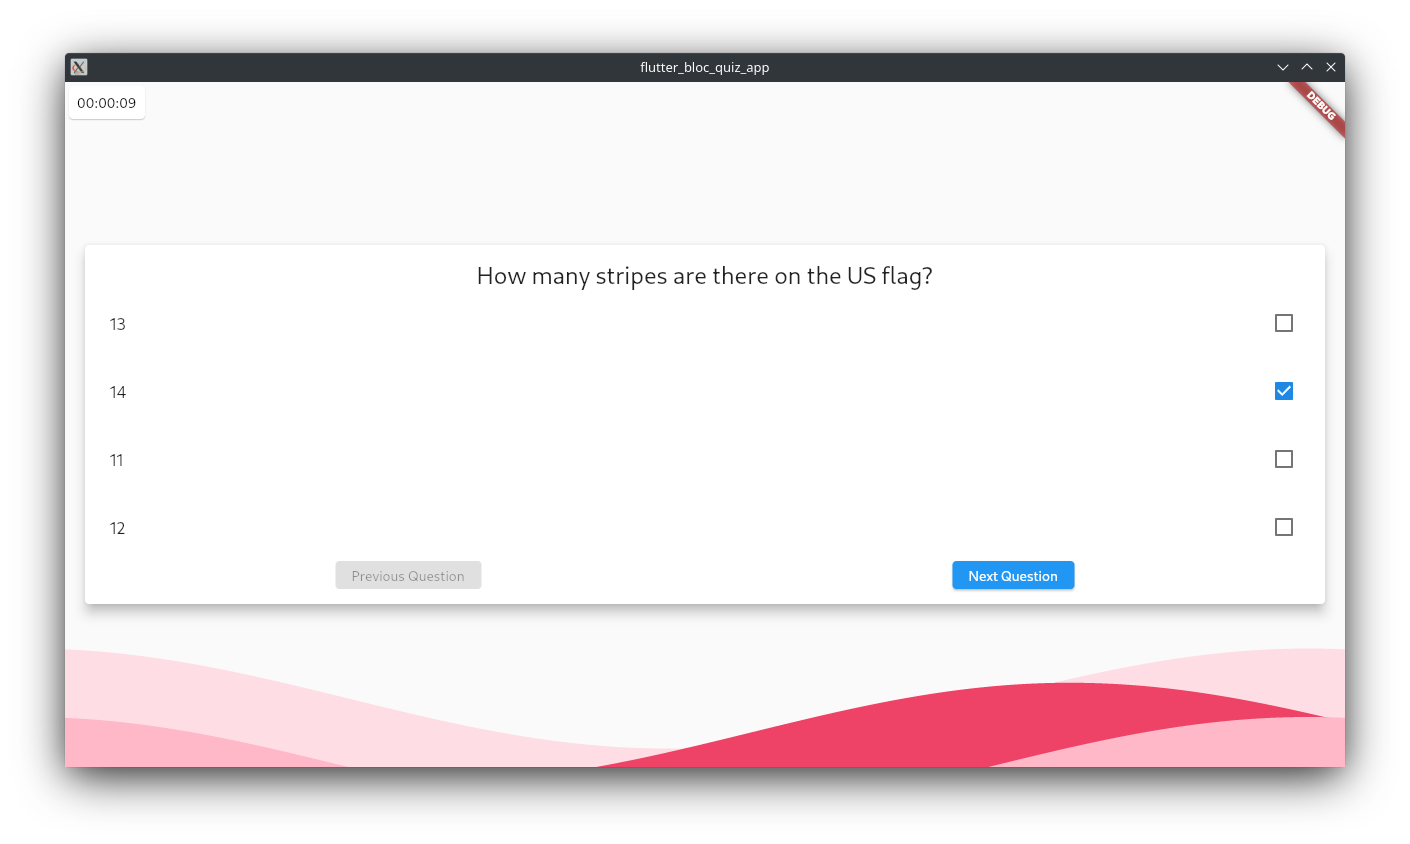 flutter_bloc_quiz_app
00:00:09
DEBUG
How many stripes are there on the US flag?
13
14
11
12
Previous Question
Next Question